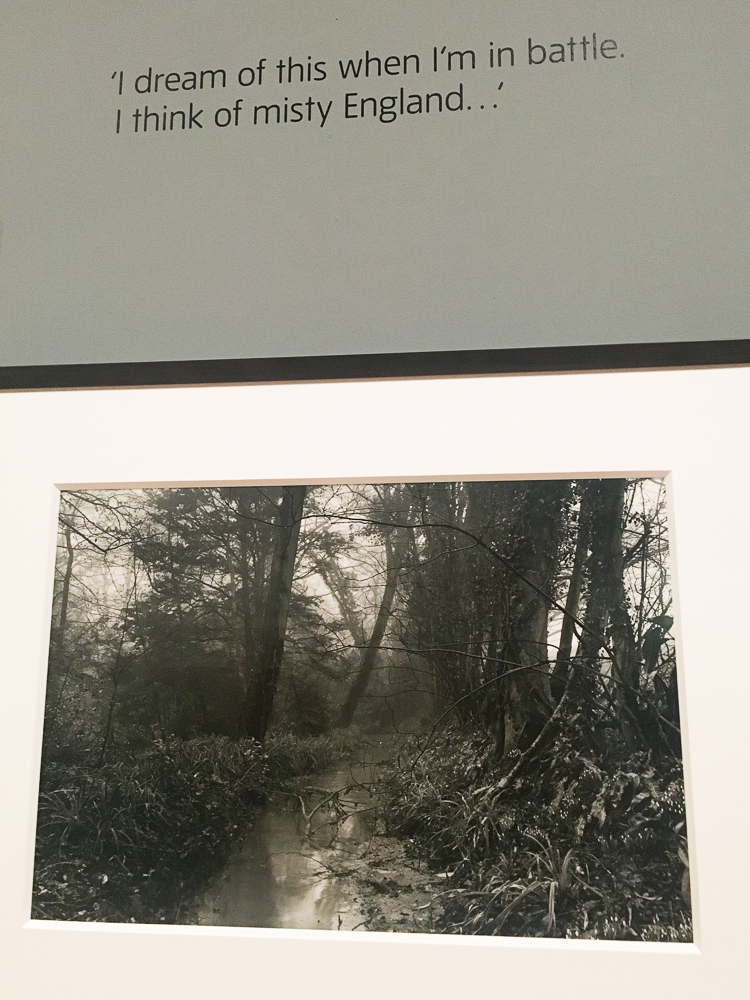 ‘I dream of this when I’m in battle.
I think of misty England…’